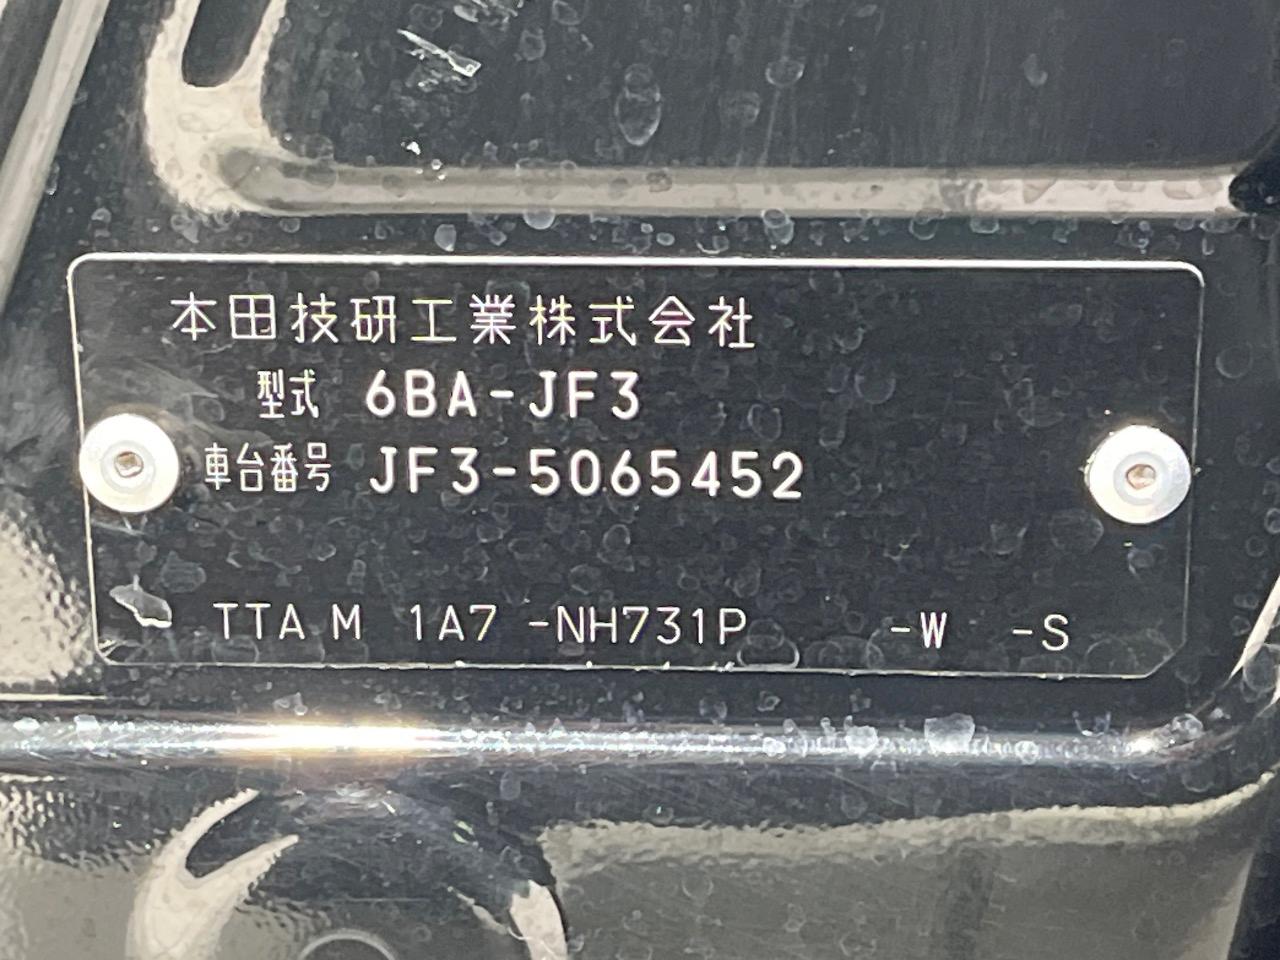 本田技研工業株式会社
型式 6BA-JF3
車台番号 JF3-5065452
TTA M 1A7 -NH731P -W -S